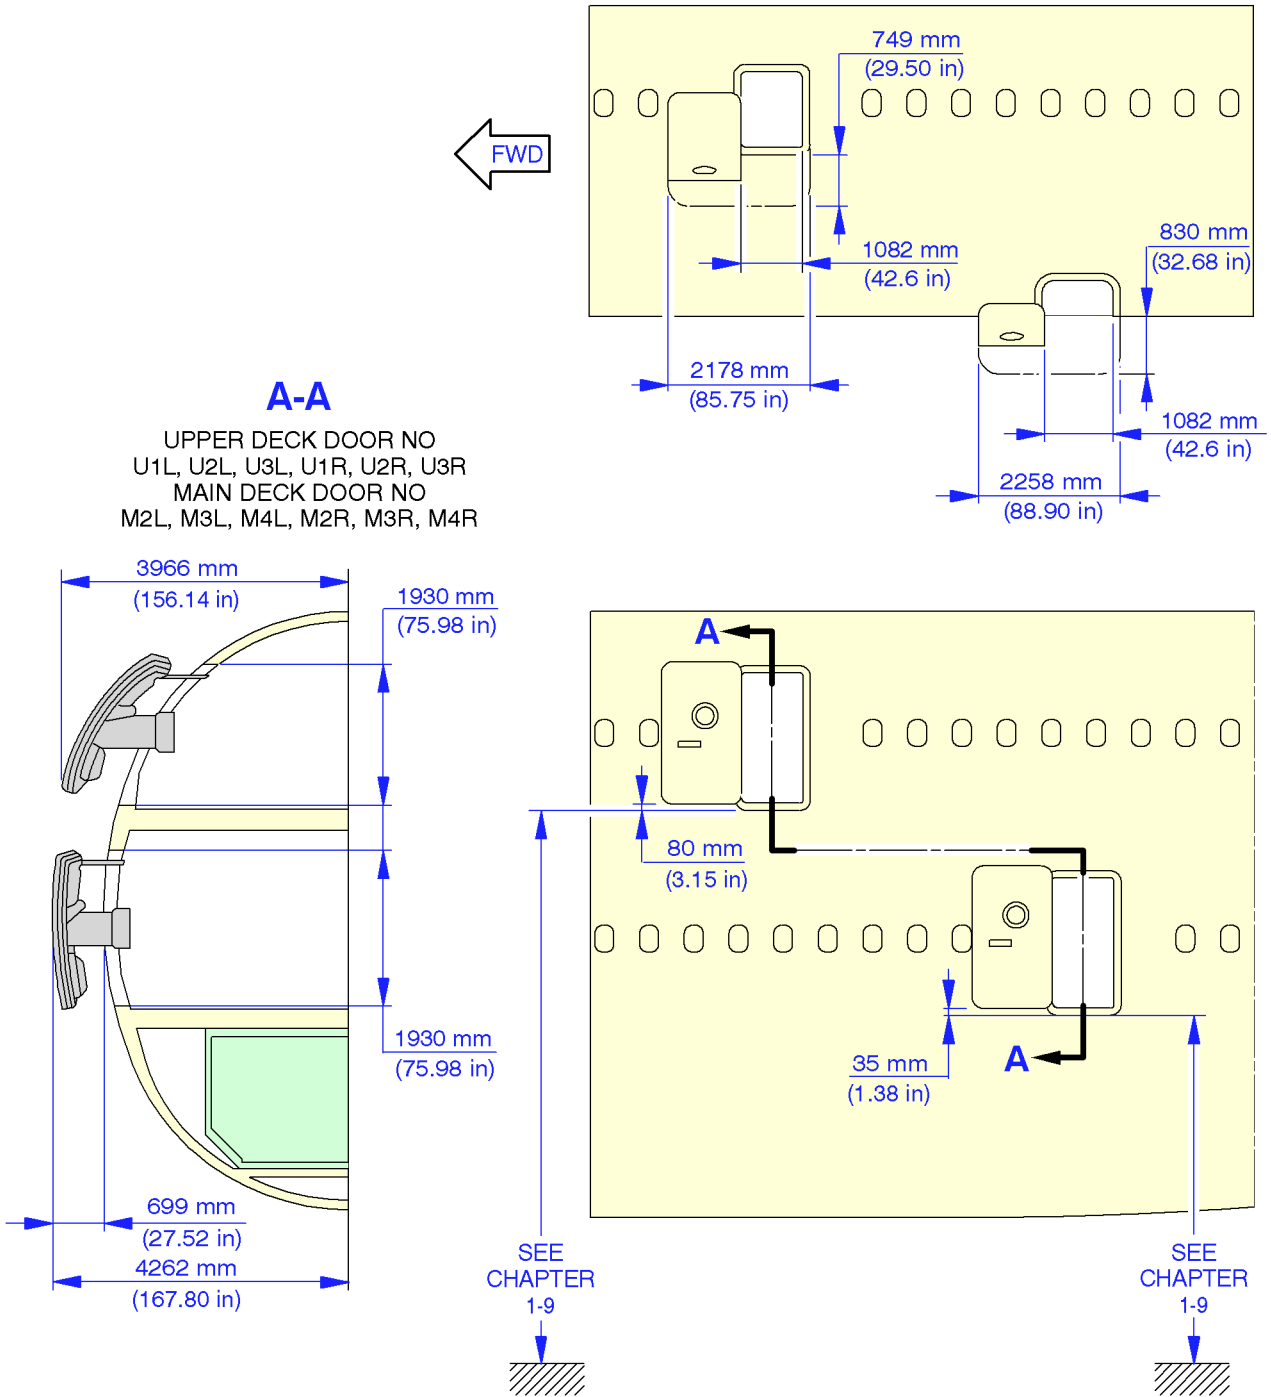 749 mm
(29.50 in)
FWD
1082 mm
(42.6 in)
830 mm
(32.68 in)
2178 mm
(85.75 in)
1082 mm
(42.6 in)
2258 mm
(88.90 in)
A-A
UPPER DECK DOOR NO
U1L, U2L, U3L, U1R, U2R, U3R
MAIN DECK DOOR NO
M2L, M3L, M4L, M2R, M3R, M4R
3966 mm
(156.14 in)
1930 mm
(75.98 in)
A
80 mm
(3.15 in)
1930 mm
(75.98 in)
35 mm
(1.38 in)
A
699 mm
(27.52 in)
4262 mm
(167.80 in)
SEE
CHAPTER
1-9
SEE
CHAPTER
1-9